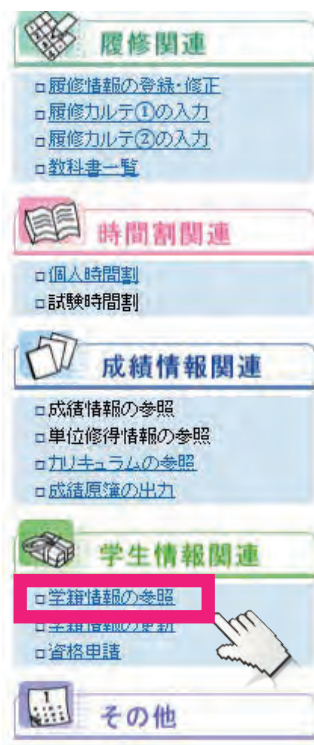 履修関連
履修情報の登録・修正
履修カルテ①の入力
履修カルテ②の入力
教科書一覧
時間割関連
個人時間割
試験時間割
成績情報関連
成績情報の参照
単位修得情報の参照
カリキュラムの参照
成績原簿の出力
学生情報関連
学籍情報の参照
学籍情報の更新
資格申請
1
その他